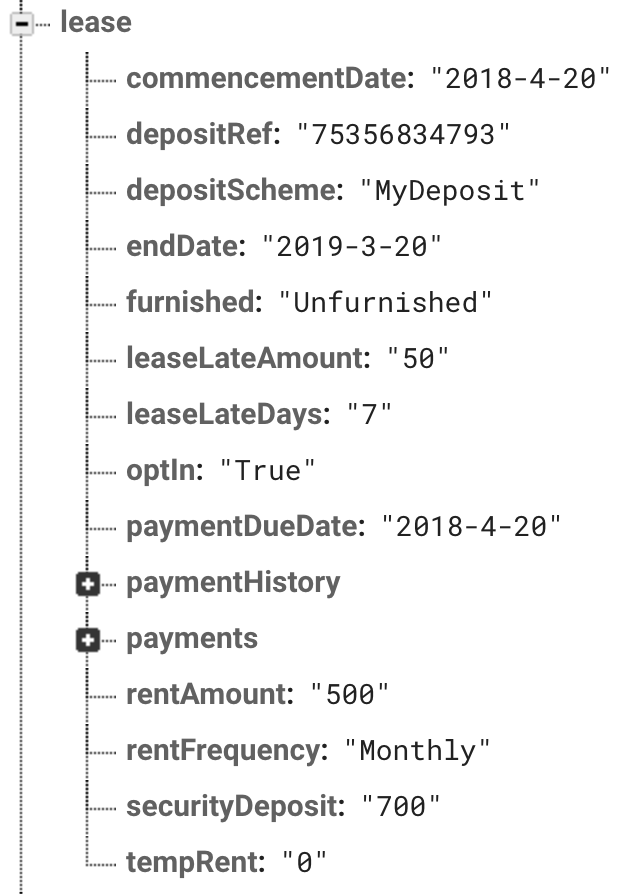 lease
commencementDate: "2018-4-20"
depositRef: "75356834793"
depositScheme: "MyDeposit"
endDate: "2019-3-20"
furnished: "Unfurnished"
leaseLateAmount: "50"
leaseLateDays: "7"
optIn: "True"
paymentDueDate: "2018-4-20"
paymentHistory
payments
rentAmount: "500"
rentFrequency: "Monthly"
securityDeposit: "700"
tempRent: "0"